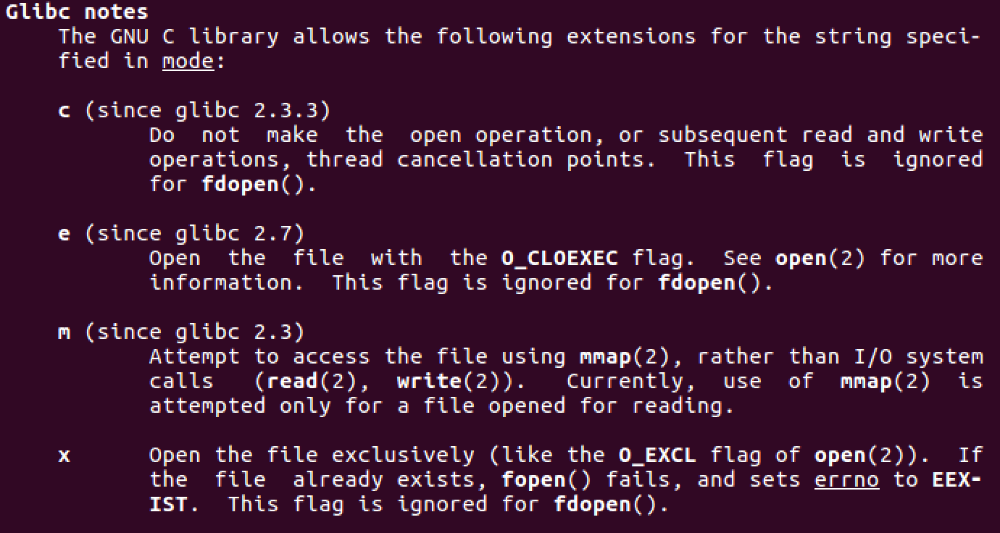 Glibc notes
The GNU C library allows the following extensions for the string speci-
fied in mode:
c (since glibc 2.3.3)
Do not make the open operation, or subsequent read and write
operations, thread cancellation points. This flag is ignored
for fdopen().
e (since glibc 2.7)
Open the file with the O_CLOEXEC flag. See open(2) for more
information. This flag is ignored for fdopen().
m (since glibc 2.3)
Attempt to access the file using mmap(2), rather than I/O system
calls (read(2), write(2)). Currently, use of mmap(2) is
attempted only for a file opened for reading.
x Open the file exclusively (like the O_EXCL flag of open(2)). If
the file already exists, fopen() fails, and sets errno to EEX-
IST. This flag is ignored for fdopen().